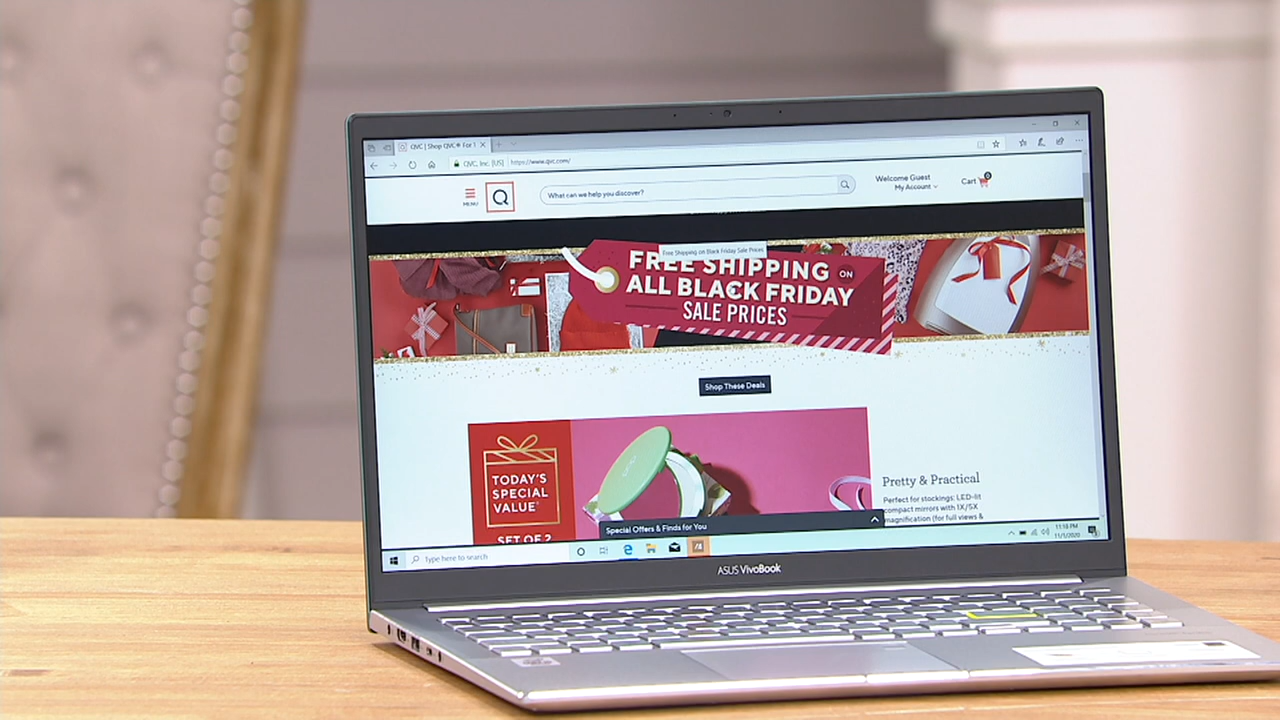 QVC | Shop QVC® For T
QVC, Inc. [US] https://www.qvc.com/
MENU
Q
What can we help you discover?
Welcome Guest
My Account
Cart
0
Free Shipping on Black Friday Sale Prices
FREE SHIPPING ON
ALL BLACK FRIDAY
SALE PRICES
Shop These Deals
TODAY'S
SPECIAL
VALUE®
SET OF 2
Pretty & Practical
Perfect for stockings: LED-lit
compact mirrors with 1X/5X
magnification (for full views &
Special Offers & Finds for You
Type here to search
11:18 PM
11/1/2020
ASUS VivoBook